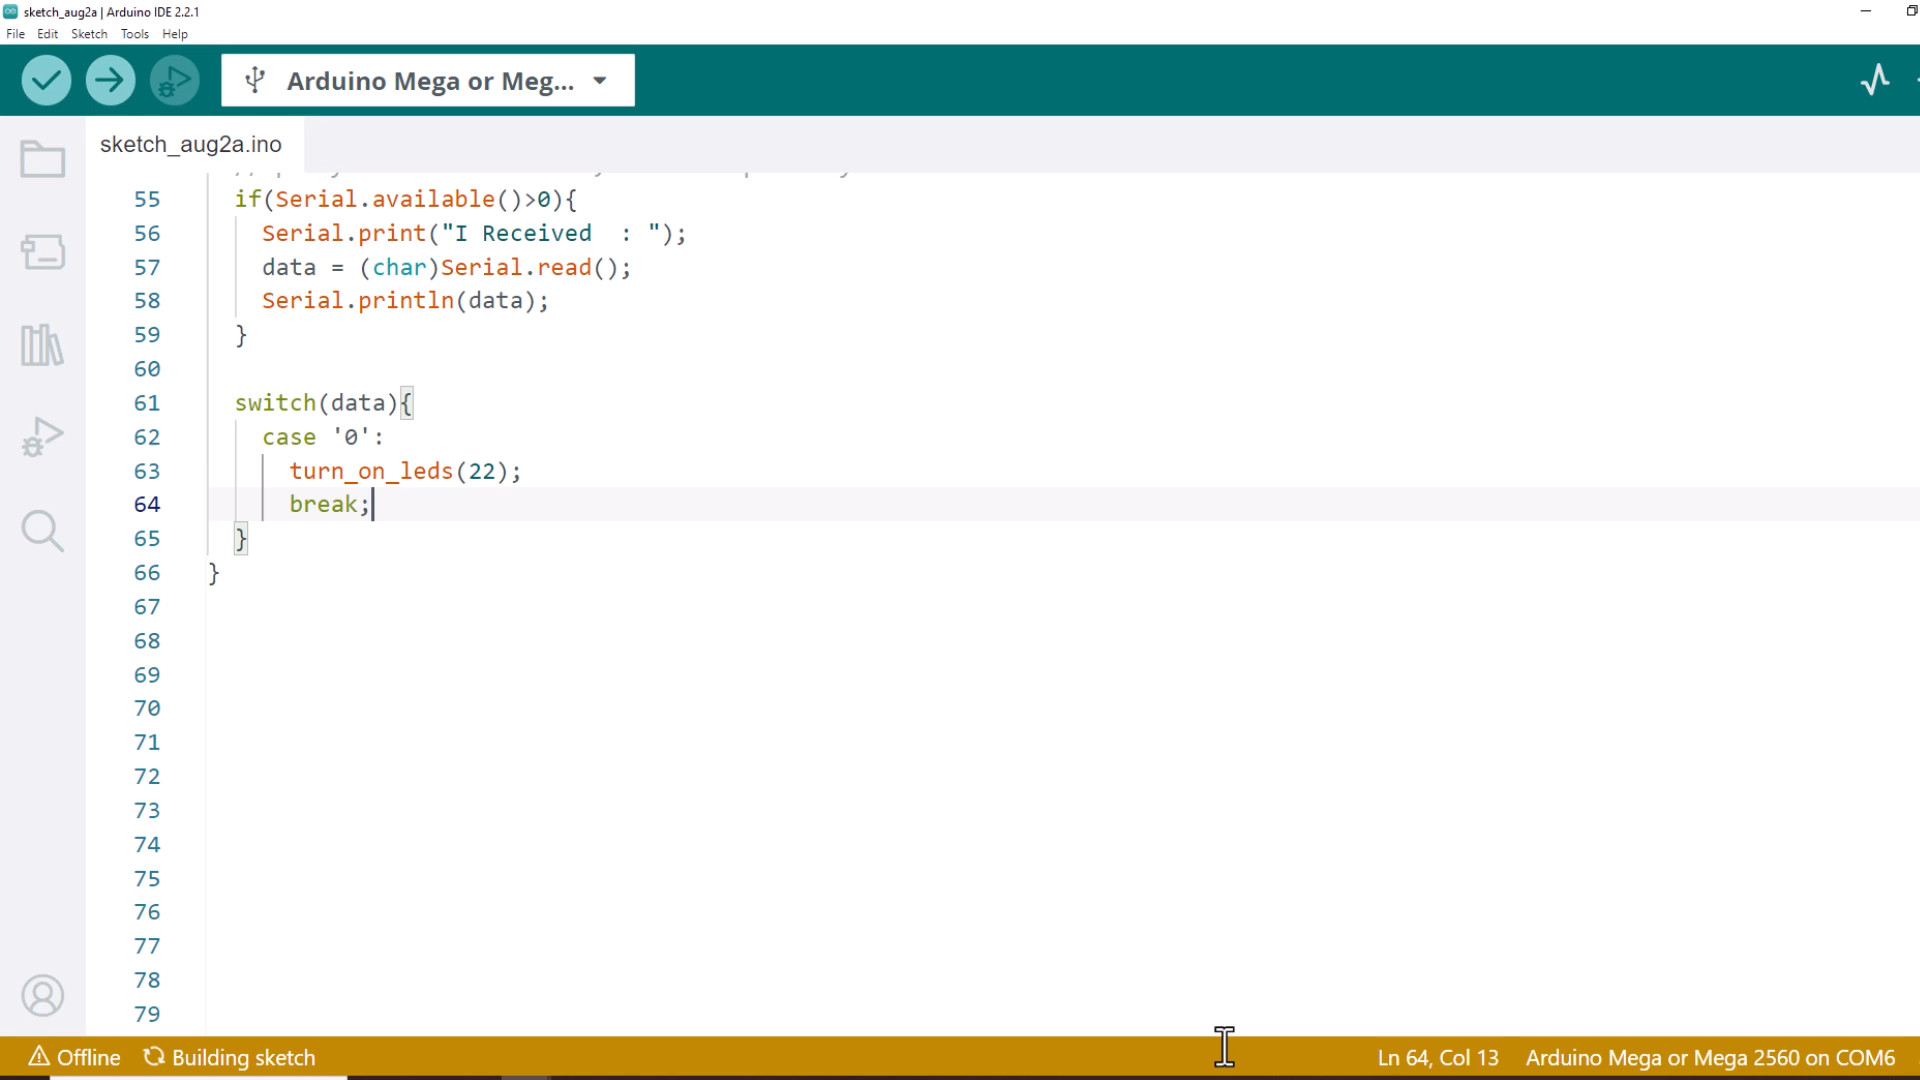 sketch_aug2a | Arduino IDE 2.2.1
File Edit Sketch Tools Help
Arduino Mega or Meg...
sketch_aug2a.ino
55 if(Serial.available()>0){
56 Serial.print("I Received  : ");
57 data = (char)Serial.read();
58 Serial.println(data);
59 }
60
61 switch(data){
62 case '0':
63 turn_on_leds(22);
64 break;
65 }
66 }
67
68
69
70
71
72
73
74
75
76
77
78
79
Offline Building sketch Ln 64, Col 13 Arduino Mega or Mega 2560 on COM6